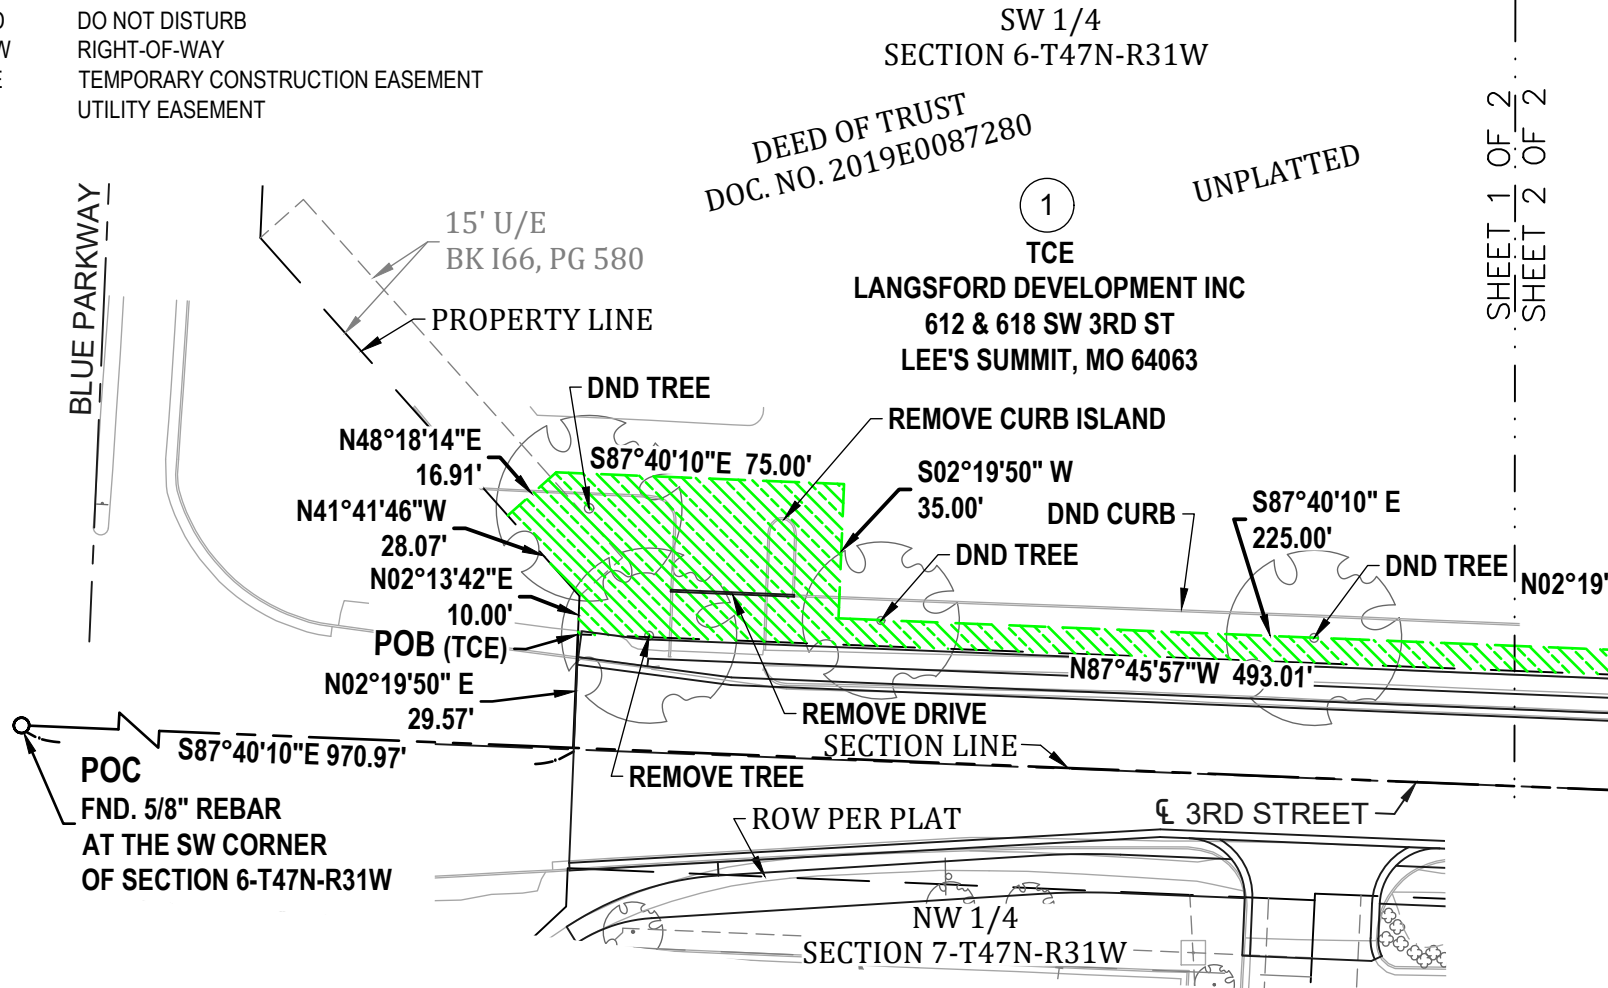 DO NOT DISTURB
RIGHT-OF-WAY
TEMPORARY CONSTRUCTION EASEMENT
UTILITY EASEMENT
SW 1/4
SECTION 6-T47N-R31W
DEED OF TRUST
DOC. NO. 2019E0087280
UNPLATTED
SHEET 1 OF 2
SHEET 2 OF 2
BLUE PARKWAY
15' U/E
BK I66, PG 580
PROPERTY LINE
1
TCE
LANGSFORD DEVELOPMENT INC
612 & 618 SW 3RD ST
LEE'S SUMMIT, MO 64063
DND TREE
REMOVE CURB ISLAND
N48°18'14"E
16.91'
S87°40'10"E 75.00'
S02°19'50" W
35.00'
N41°41'46"W
28.07'
DND CURB
S87°40'10" E
225.00'
DND TREE
DND TREE
N02°19'
N02°13'42"E
10.00'
POB (TCE)
N87°45'57"W 493.01'
N02°19'50" E
29.57'
REMOVE DRIVE
SECTION LINE
S87°40'10"E 970.97'
REMOVE TREE
POC
FND. 5/8" REBAR
AT THE SW CORNER
OF SECTION 6-T47N-R31W
℄ 3RD STREET
ROW PER PLAT
NW 1/4
SECTION 7-T47N-R31W